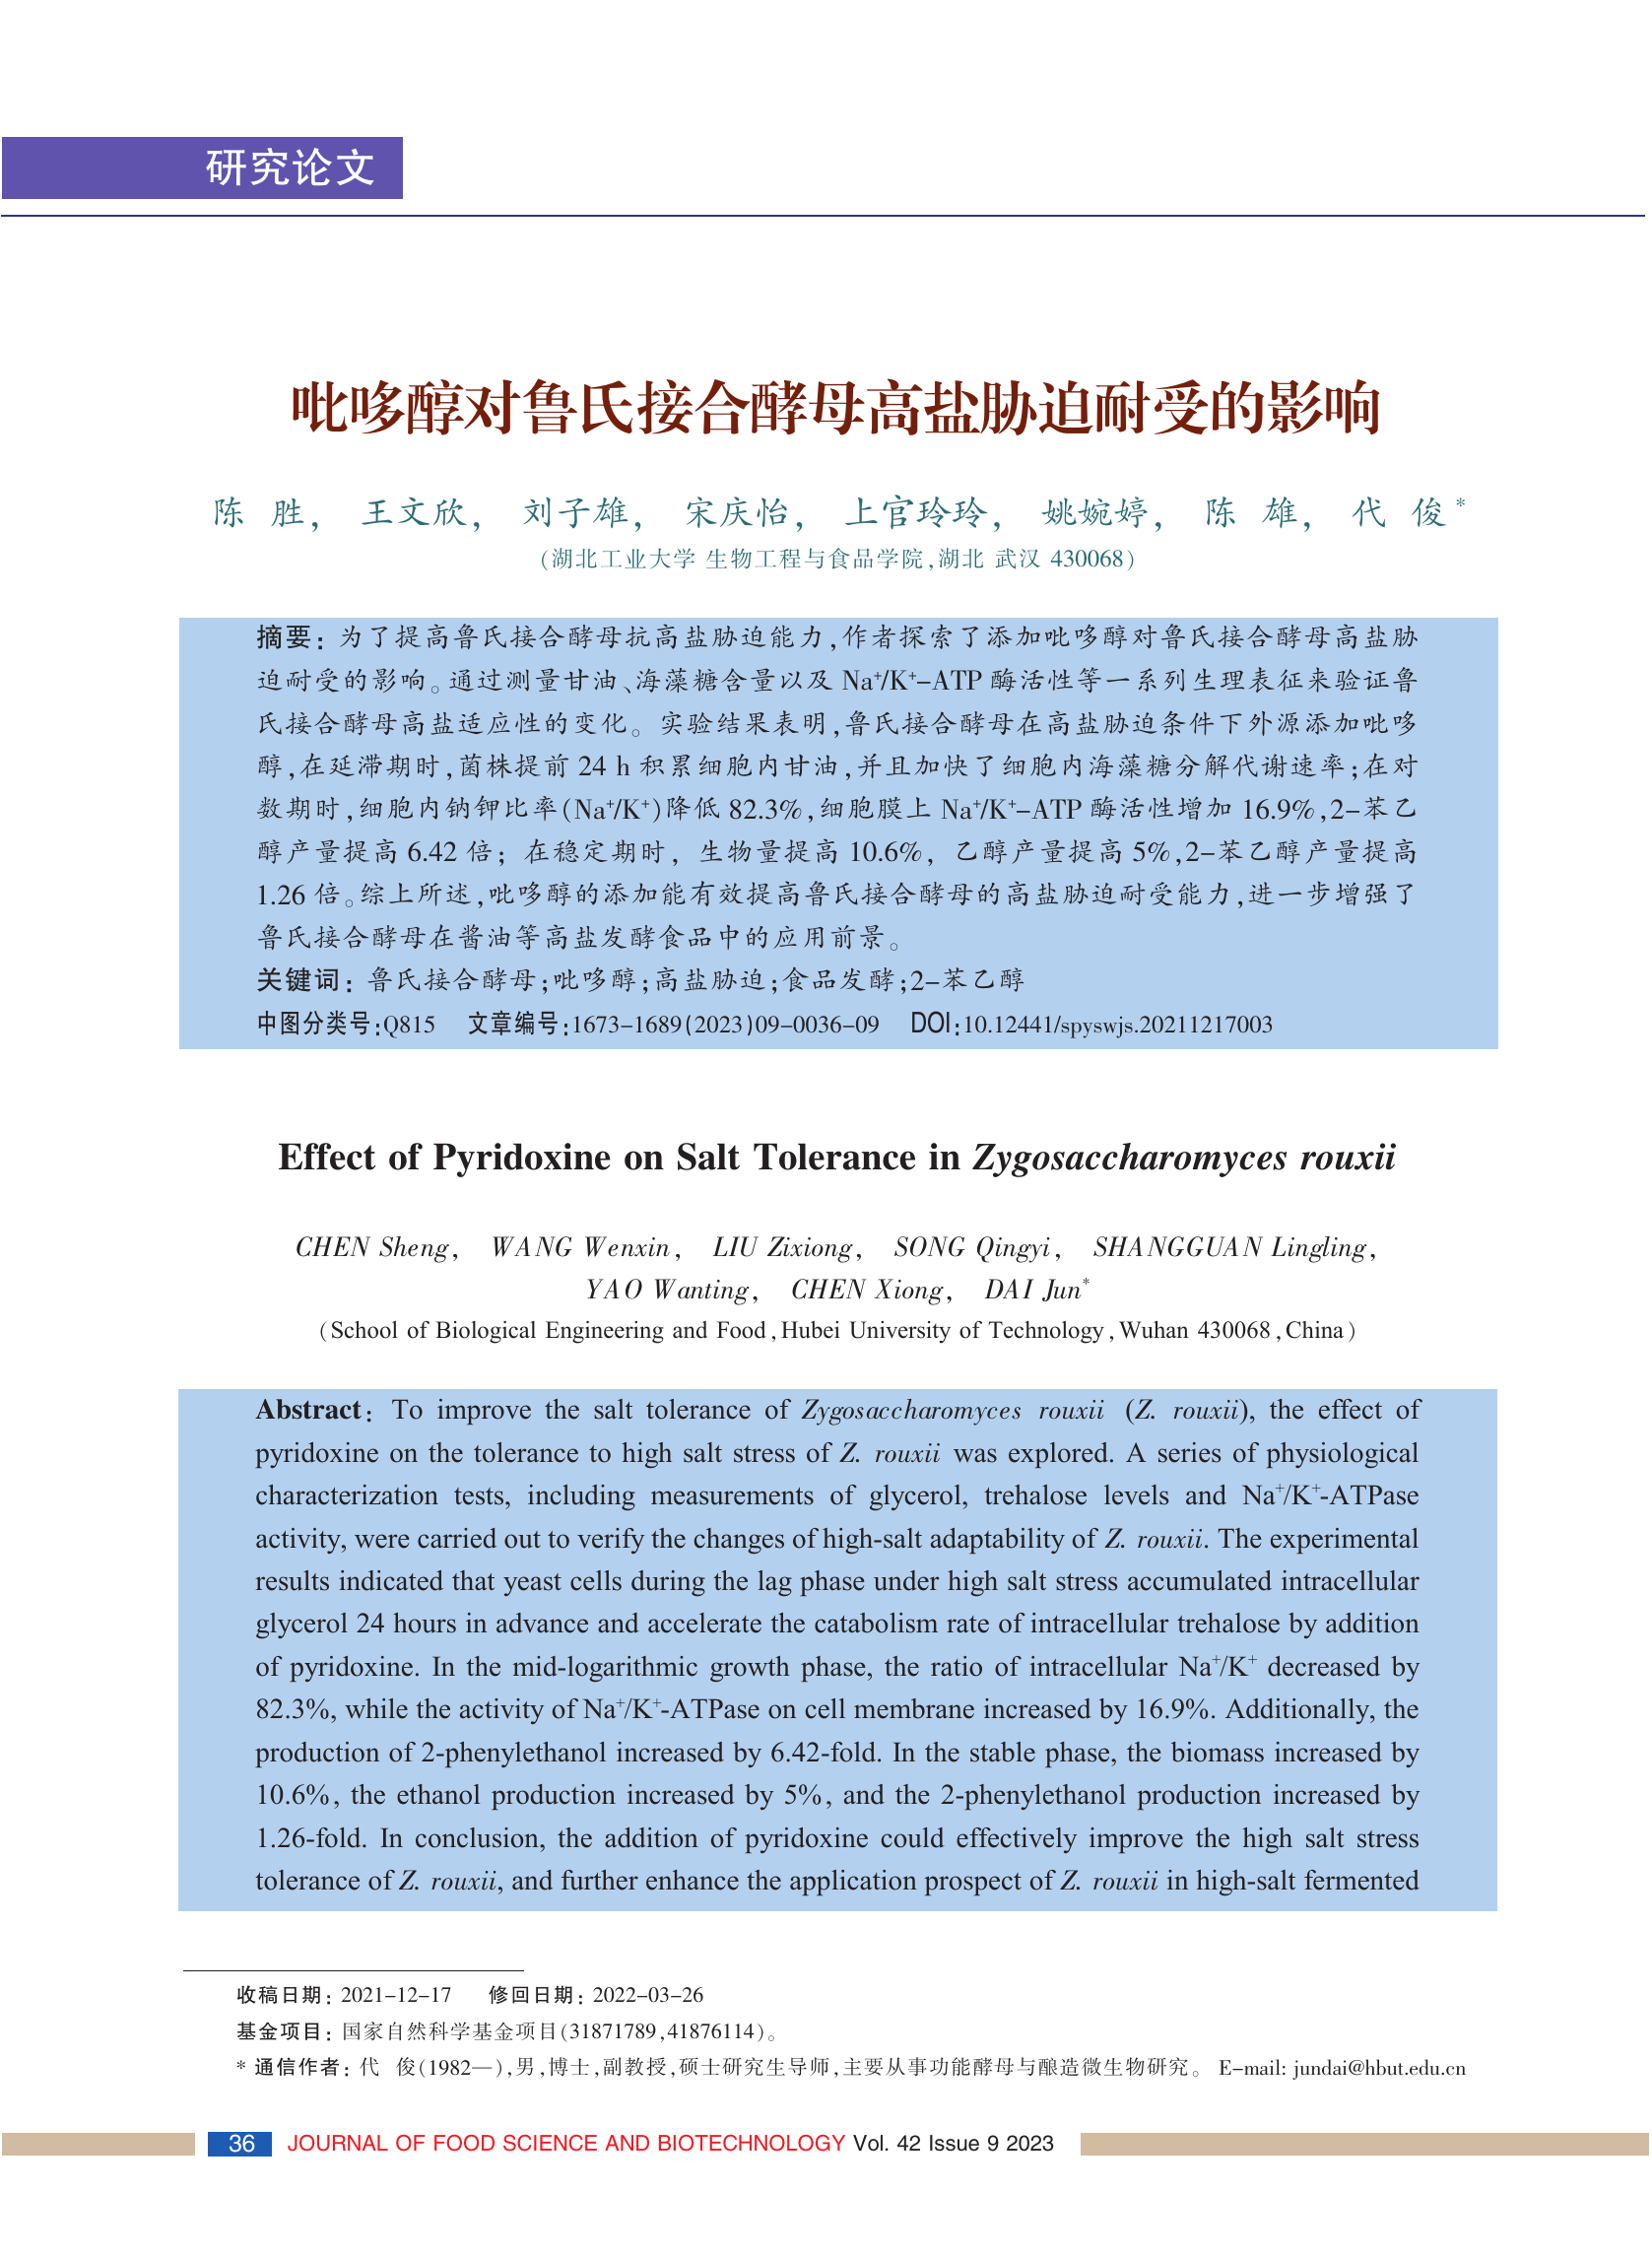 研究论文
吡哆醇对鲁氏接合酵母高盐胁迫耐受的影响
陈 胜， 王文欣， 刘子雄， 宋庆怡， 上官玲玲， 姚婉婷， 陈 雄， 代 俊*
(湖北工业大学 生物工程与食品学院,湖北 武汉 430068)
摘要：为了提高鲁氏接合酵母抗高盐胁迫能力,作者探索了添加吡哆醇对鲁氏接合酵母高盐胁
迫耐受的影响。通过测量甘油、海藻糖含量以及 Na⁺/K⁺-ATP 酶活性等一系列生理表征来验证鲁
氏接合酵母高盐适应性的变化。实验结果表明,鲁氏接合酵母在高盐胁迫条件下外源添加吡哆
醇,在延滞期时,菌株提前 24 h 积累细胞内甘油,并且加快了细胞内海藻糖分解代谢速率;在对
数期时,细胞内钠钾比率(Na⁺/K⁺)降低 82.3%,细胞膜上 Na⁺/K⁺-ATP 酶活性增加 16.9%,2-苯乙
醇产量提高 6.42 倍；在稳定期时，生物量提高 10.6%，乙醇产量提高 5%,2-苯乙醇产量提高
1.26 倍。综上所述,吡哆醇的添加能有效提高鲁氏接合酵母的高盐胁迫耐受能力,进一步增强了
鲁氏接合酵母在酱油等高盐发酵食品中的应用前景。
关键词：鲁氏接合酵母;吡哆醇;高盐胁迫;食品发酵;2-苯乙醇
中图分类号:Q815 文章编号:1673-1689(2023)09-0036-09 DOI:10.12441/spyswjs.20211217003
Effect of Pyridoxine on Salt Tolerance in Zygosaccharomyces rouxii
CHEN Sheng, WANG Wenxin, LIU Zixiong, SONG Qingyi, SHANGGUAN Lingling,
YAO Wanting, CHEN Xiong, DAI Jun*
(School of Biological Engineering and Food, Hubei University of Technology, Wuhan 430068, China)
Abstract: To improve the salt tolerance of Zygosaccharomyces rouxii (Z. rouxii), the effect of
pyridoxine on the tolerance to high salt stress of Z. rouxii was explored. A series of physiological
characterization tests, including measurements of glycerol, trehalose levels and Na⁺/K⁺-ATPase
activity, were carried out to verify the changes of high-salt adaptability of Z. rouxii. The experimental
results indicated that yeast cells during the lag phase under high salt stress accumulated intracellular
glycerol 24 hours in advance and accelerate the catabolism rate of intracellular trehalose by addition
of pyridoxine. In the mid-logarithmic growth phase, the ratio of intracellular Na⁺/K⁺ decreased by
82.3%, while the activity of Na⁺/K⁺-ATPase on cell membrane increased by 16.9%. Additionally, the
production of 2-phenylethanol increased by 6.42-fold. In the stable phase, the biomass increased by
10.6%, the ethanol production increased by 5%, and the 2-phenylethanol production increased by
1.26-fold. In conclusion, the addition of pyridoxine could effectively improve the high salt stress
tolerance of Z. rouxii, and further enhance the application prospect of Z. rouxii in high-salt fermented
收稿日期：2021-12-17 修回日期：2022-03-26
基金项目：国家自然科学基金项目(31871789,41876114)。
* 通信作者：代 俊(1982—),男,博士,副教授,硕士研究生导师,主要从事功能酵母与酿造微生物研究。 E-mail: jundai@hbut.edu.cn
36 JOURNAL OF FOOD SCIENCE AND BIOTECHNOLOGY Vol. 42 Issue 9 2023